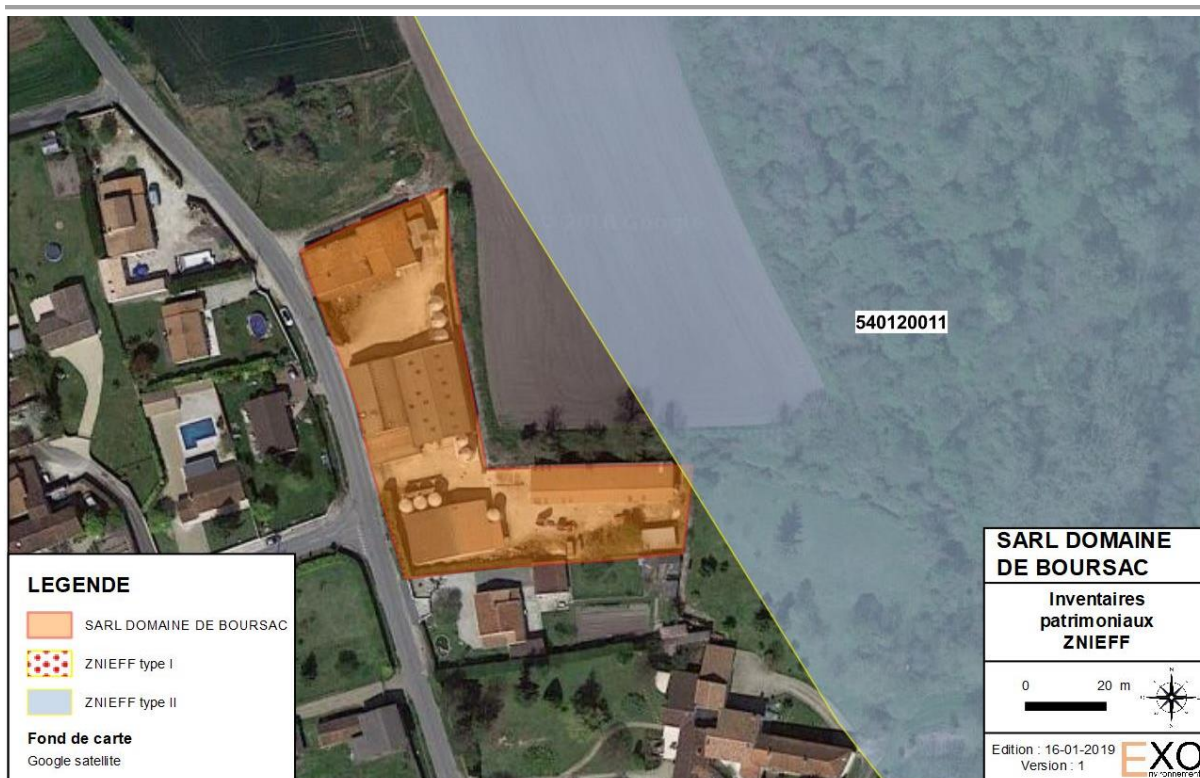 540120011
LEGENDE
SARL DOMAINE DE BOURSAC
ZNIEFF type I
ZNIEFF type II
Fond de carte
Google satellite
SARL DOMAINE
DE BOURSAC
Inventaires
patrimoniaux
ZNIEFF
0 20 m
N
Edition : 16-01-2019
Version : 1
EXO